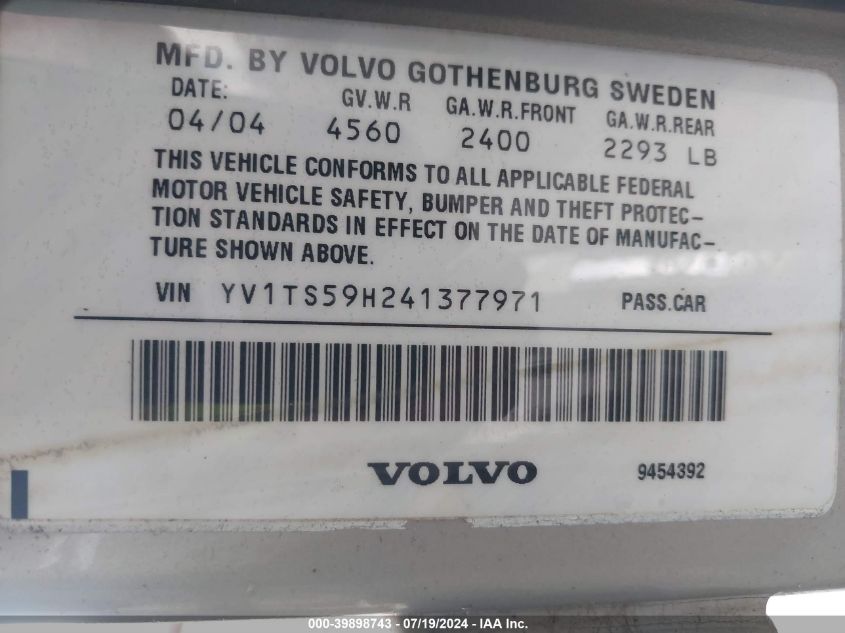 MFD. BY VOLVO GOTHENBURG SWEDEN
DATE: GV.W.R GA.W.R.FRONT GA.W.R.REAR
04/04 4560 2400 2293 LB
THIS VEHICLE CONFORMS TO ALL APPLICABLE FEDERAL
MOTOR VEHICLE SAFETY, BUMPER AND THEFT PROTEC-
TION STANDARDS IN EFFECT ON THE DATE OF MANUFAC-
TURE SHOWN ABOVE.
VIN YV1TS59H241377971 PASS.CAR
VOLVO 9454392
000-39898743 - 07/19/2024 - IAA Inc.